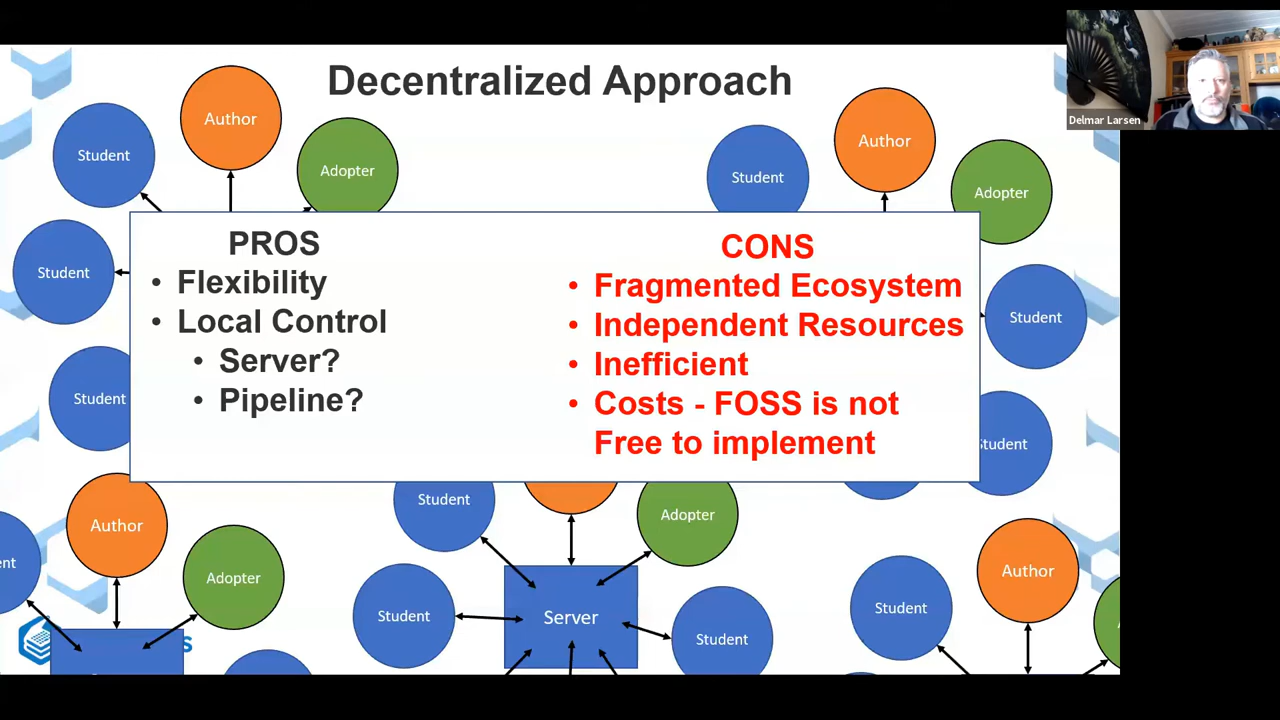 Decentralized Approach
Delmar Larsen
Author
Student
Adopter
Student
Student
Author
Student
Adopter
Student
Student
PROS
• Flexibility
• Local Control
• Server?
• Pipeline?
CONS
• Fragmented Ecosystem
• Independent Resources
• Inefficient
• Costs - FOSS is not
Free to implement
Author
Adopter
Student
Adopter
Student
Server
Student
Author
Student